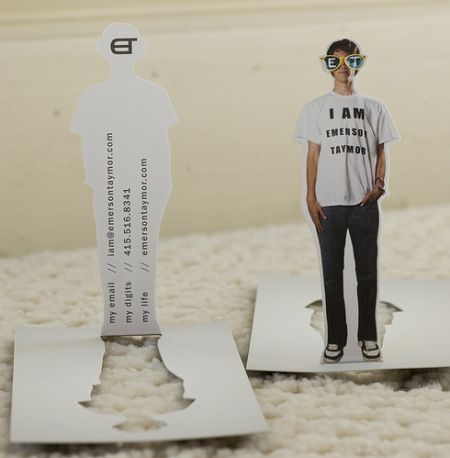 ET
my email // iam@emersontaymor.com
my digits // 415.516.8341
my life // emersontaymor.com
E T
I AM
EMERSON
TAYMOR